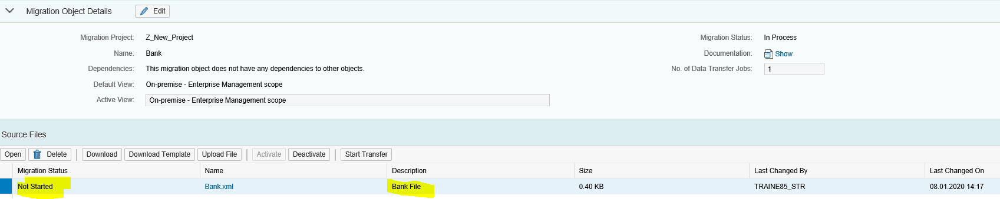 Migration Object Details Edit
Migration Project: Z_New_Project Migration Status: In Process
Name: Bank Documentation: Show
Dependencies: This migration object does not have any dependencies to other objects. No. of Data Transfer Jobs: 1
Default View: On-premise - Enterprise Management scope
Active View: On-premise - Enterprise Management scope
Source Files
Open Delete Download Download Template Upload File Activate Deactivate Start Transfer
Migration Status Name Description Size Last Changed By Last Changed On
Not Started Bank.xml Bank File 0.40 KB TRAINE85_STR 08.01.2020 14:17